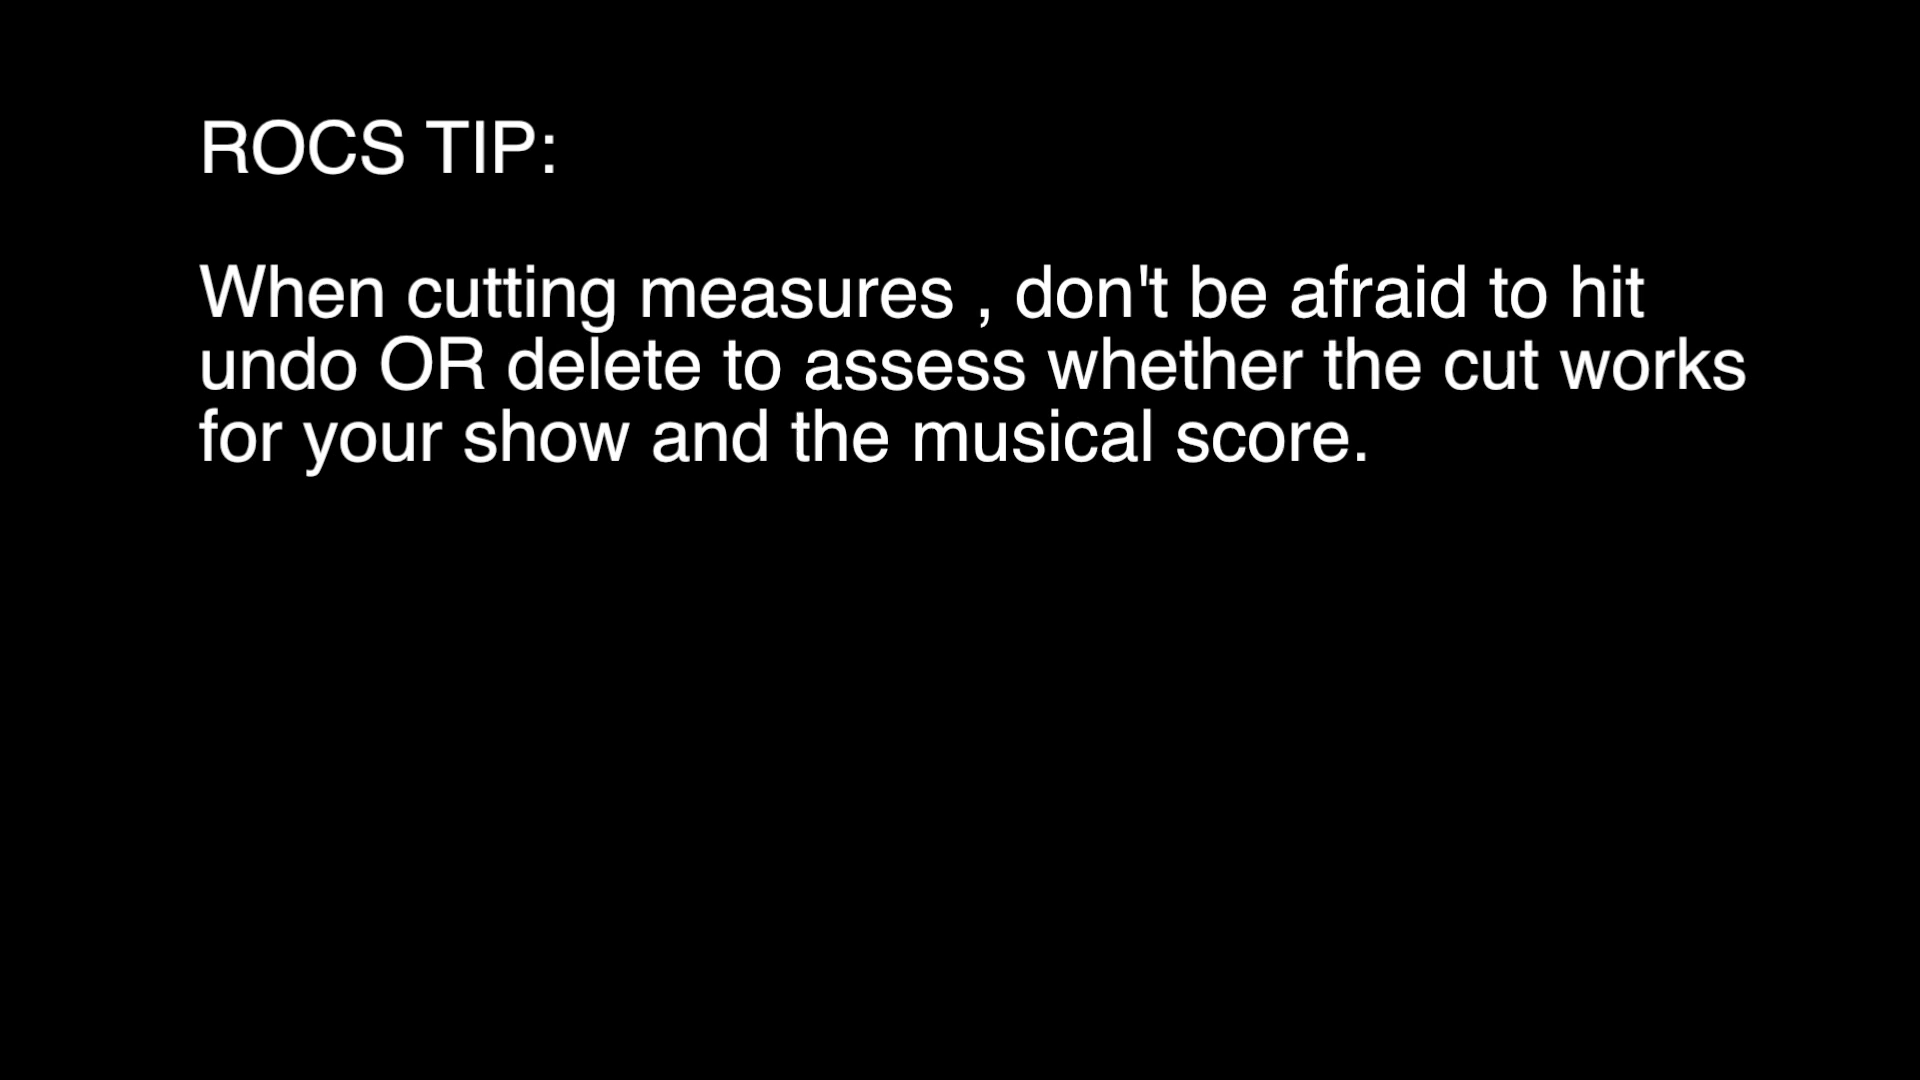 ROCS TIP:
When cutting measures , don't be afraid to hit
undo OR delete to assess whether the cut works
for your show and the musical score.